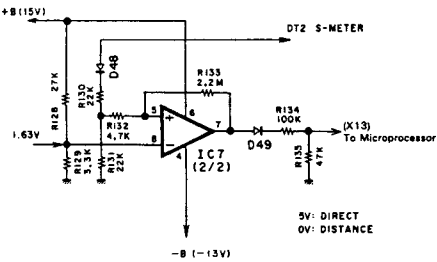 +B(15V)
DT2 S-METER
D48
R133
2.2M
27K
R128
R130
22K
R132
4.7K
5
+
6
7
R134
100K
(X13)
To Microprocessor
1.63V
8
−
4
IC7
(2/2)
D49
R129
3.3K
R131
22K
R135
47K
5V: DIRECT
0V: DISTANCE
-B (-13V)